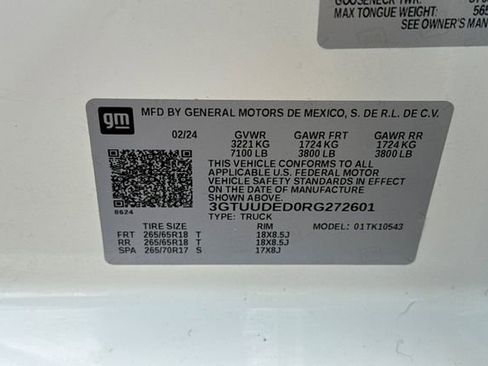 MAX TONGUE WEIGHT: 565
SEE OWNER'S MAN
gm
MFD BY GENERAL MOTORS DE MEXICO, S. DE R.L. DE C.V.
02/24 GVWR GAWR FRT GAWR RR
3221 KG 1724 KG 1724 KG
7100 LB 3800 LB 3800 LB
THIS VEHICLE CONFORMS TO ALL
APPLICABLE U.S. FEDERAL MOTOR
VEHICLE SAFETY STANDARDS IN EFFECT
ON THE DATE OF MANUFACTURE
SHOWN ABOVE.
3GTUUDED0RG272601
TYPE: TRUCK MODEL: 01TK10543
8624
TIRE SIZE RIM
FRT 265/65R18 T 18X8.5J
RR 265/65R18 T 18X8.5J
SPA 265/70R17 S 17X8J